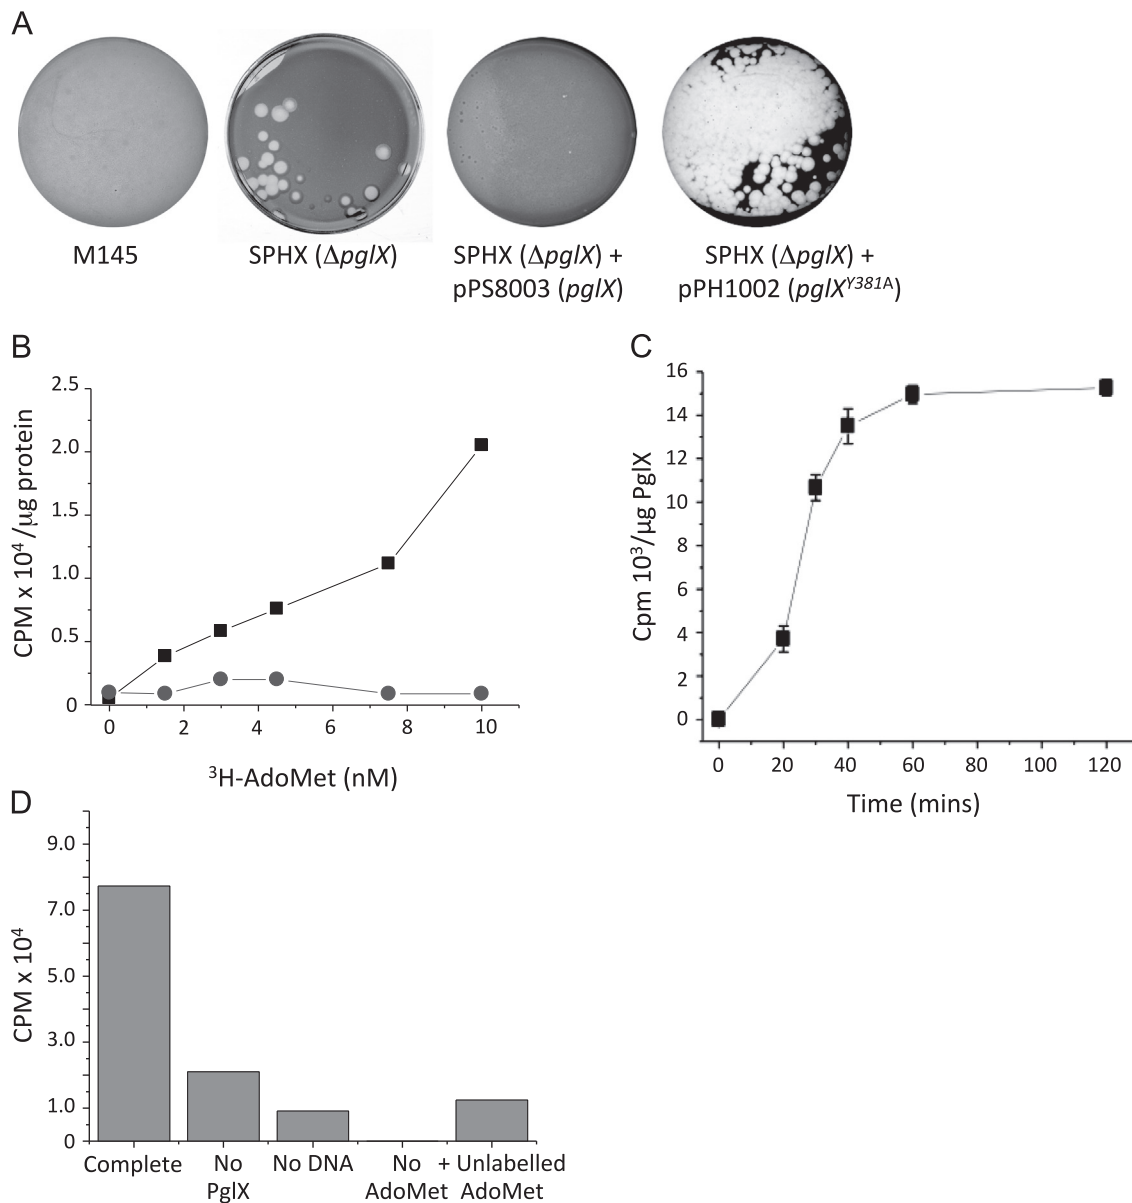 A
M145
SPHX (ΔpglX)
SPHX (ΔpglX) +
pPS8003 (pglX)
SPHX (ΔpglX) +
pPH1002 (pglX^Y381A)
B
CPM x 10⁴ /µg protein
2.5
2.0
1.5
1.0
0.5
0
0 2 4 6 8 10
³H-AdoMet (nM)
C
Cpm 10³/µg PglX
16
14
12
10
8
6
4
2
0
0 20 40 60 80 100 120
Time (mins)
D
CPM x 10⁴
9.0
7.0
5.0
3.0
1.0
0
Complete
No
PglX
No DNA
No
AdoMet
+ Unlabelled
AdoMet